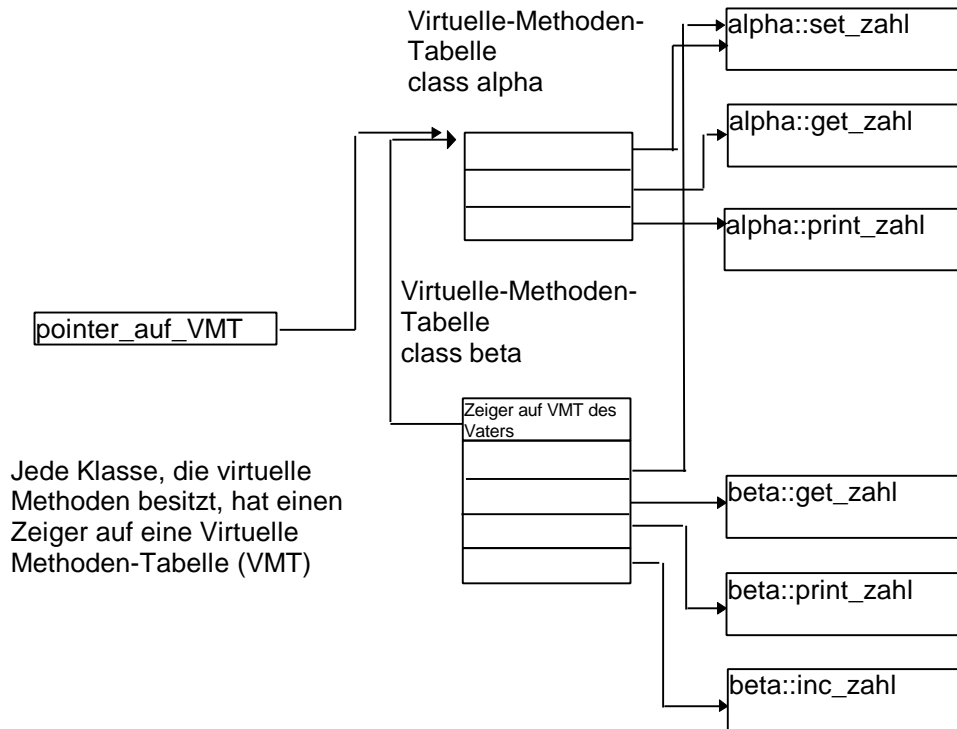 Virtuelle-Methoden-
Tabelle
class alpha
alpha::set_zahl
alpha::get_zahl
alpha::print_zahl
Virtuelle-Methoden-
Tabelle
class beta
pointer_auf_VMT
Zeiger auf VMT des
Vaters
Jede Klasse, die virtuelle
Methoden besitzt, hat einen
Zeiger auf eine Virtuelle
Methoden-Tabelle (VMT)
beta::get_zahl
beta::print_zahl
beta::inc_zahl